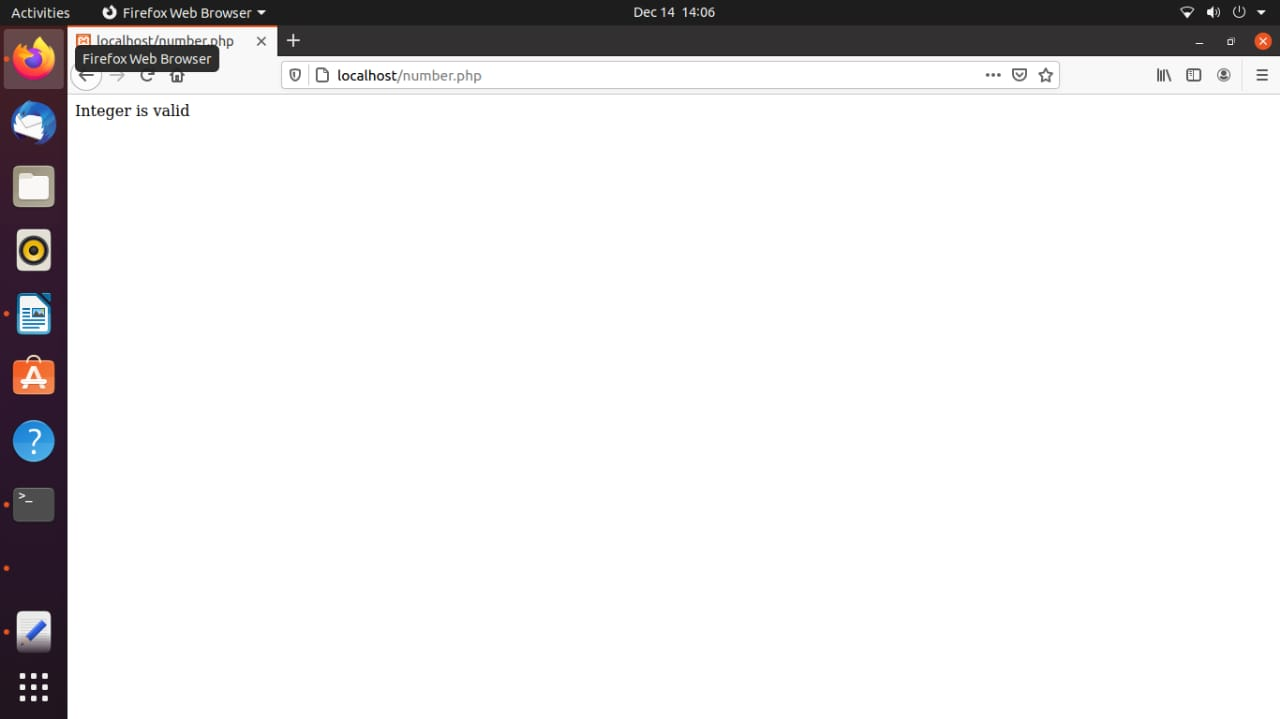 Activities
Firefox Web Browser
Dec 14 14:06
localhost/number.php
Firefox Web Browser
localhost/number.php
Integer is valid
?
>_